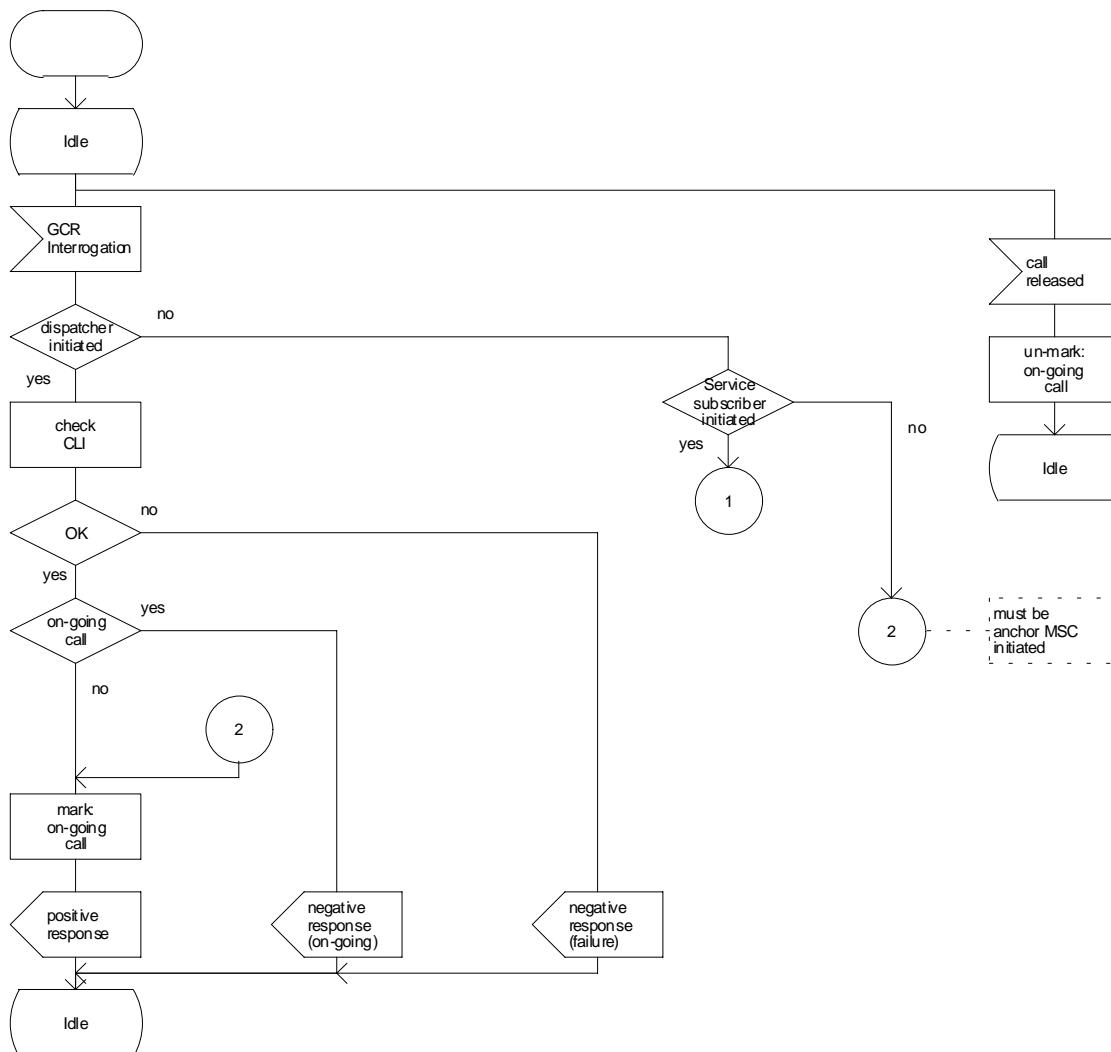 Idle
GCR
Interrogation
call
released
no
dispatcher
initiated
yes
un-mark:
on-going
call
Service
subscriber
initiated
no
yes
check
CLI
Idle
1
no
OK
yes
yes
on-going
call
no
2
must be
anchor MSC
initiated
2
mark:
on-going
call
positive
response
negative
response
(on-going)
negative
response
(failure)
Idle